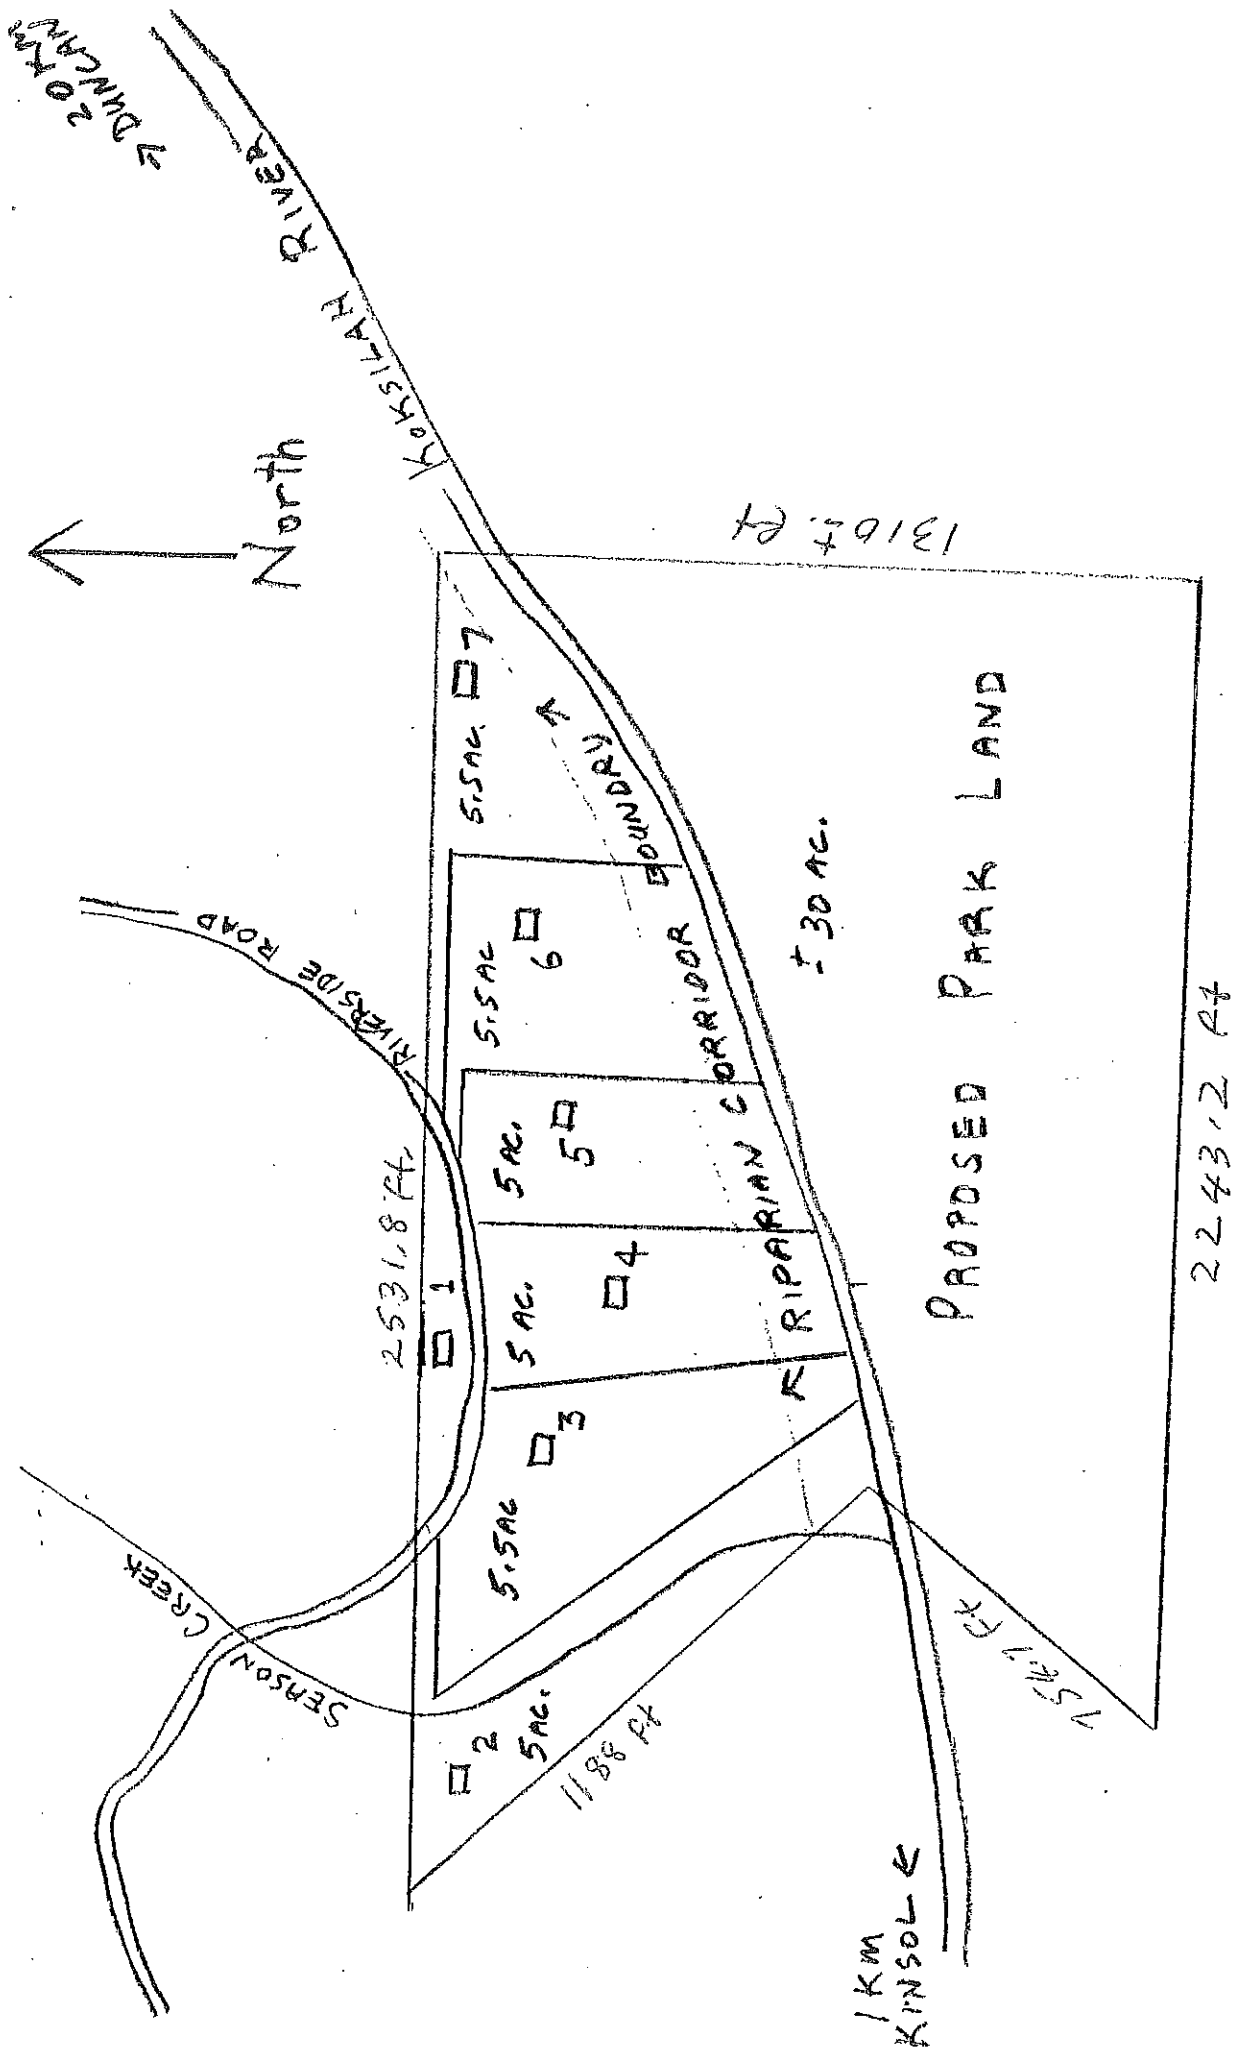 20 KM
→ DUNCAN
North
KOKSILAH RIVER
RIVERSIDE ROAD
SEASON CREEK
2531.8 Ft.
1
2
5 AC.
3
5.5 AC
4
5 AC.
5
5 AC.
6
5.5 AC
7
5.5 AC.
1188 Ft
RIPARIAN CORRIDOR BOUNDRY
1310 ± Ft
± 30 AC.
PROPOSED PARK LAND
2243.2 Ft
1 KM
KINSOL ←